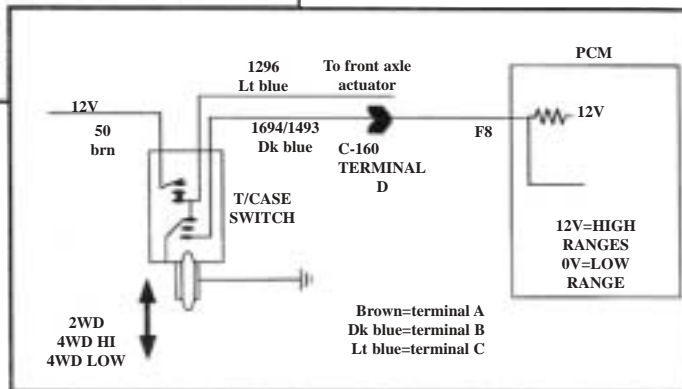 PCM
1296
Lt blue
To front axle
actuator
12V
12V
50
brn
1694/1493
Dk blue
C-160
TERMINAL
D
F8
T/CASE
SWITCH
12V=HIGH
RANGES
0V=LOW
RANGE
2WD
4WD HI
4WD LOW
Brown=terminal A
Dk blue=terminal B
Lt blue=terminal C